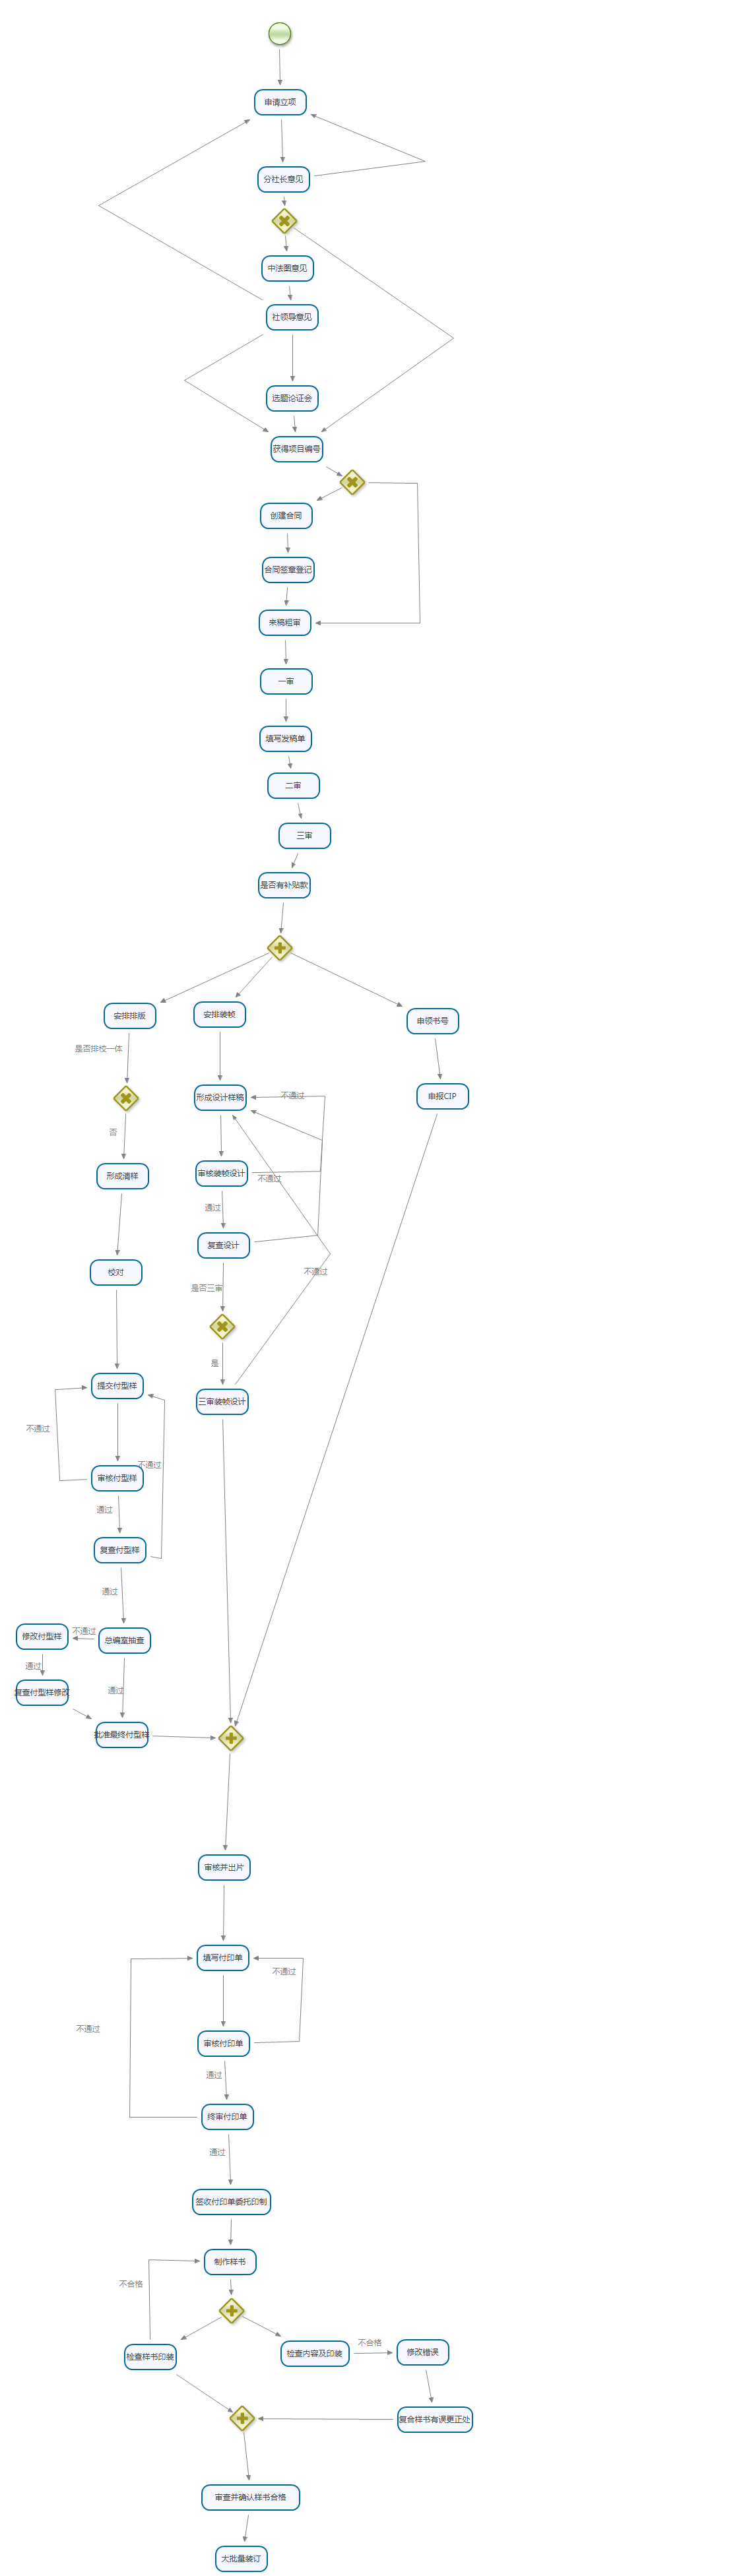 申请立项
分社长意见
中法图意见
社领导意见
选题论证会
获得项目编号
创建合同
合同签章登记
来稿粗审
一审
填写发稿单
二审
三审
是否有补贴款
安排排版
安排装帧
申领书号
是否排校一体
形成设计样稿
不通过
申报CIP
否
形成清样
审核装帧设计
不通过
通过
校对
复查设计
不通过
是否三审
是
提交付型样
三审装帧设计
不通过
不通过
审核付型样
通过
复查付型样
通过
修改付型样
不通过
总编室抽查
通过
复查付型样修改
通过
批准最终付型样
审核并出片
填写付印单
不通过
不通过
审核付印单
通过
终审付印单
通过
签收付印单委托印制
制作样书
不合格
检查样书印装
检查内容及印装
不合格
修改错误
复合样书有误更正处
审查并确认样书合格
大批量装订